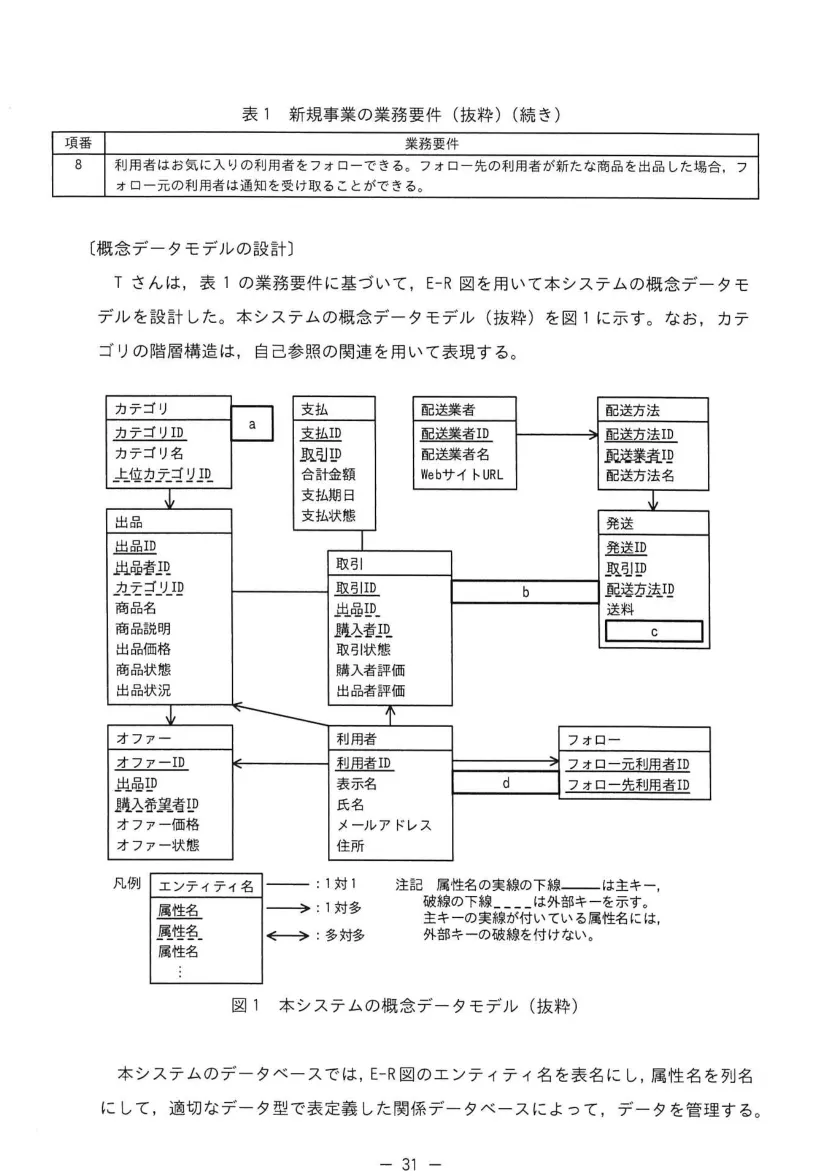 表1 新規事業の業務要件（抜粋）（続き）
項番 業務要件
8 利用者はお気に入りの利用者をフォローできる。フォロー先の利用者が新たな商品を出品した場合，フ
ォロー元の利用者は通知を受け取ることができる。
〔概念データモデルの設計〕
Tさんは，表1の業務要件に基づいて，E-R図を用いて本システムの概念データモ
デルを設計した。本システムの概念データモデル（抜粋）を図1に示す。なお，カテ
ゴリの階層構造は，自己参照の関連を用いて表現する。
カテゴリ
カテゴリID
カテゴリ名
上位カテゴリID
a
支払
支払ID
取引ID
合計金額
支払期日
支払状態
配送業者
配送業者ID
配送業者名
WebサイトURL
配送方法
配送方法ID
配送業者ID
配送方法名
出品
出品ID
出品者ID
カテゴリID
商品名
商品説明
出品価格
商品状態
出品状況
取引
取引ID
出品ID
購入者ID
取引状態
購入者評価
出品者評価
b
発送
発送ID
取引ID
配送方法ID
送料
c
オファー
オファーID
出品ID
購入希望者ID
オファー価格
オファー状態
利用者
利用者ID
表示名
氏名
メールアドレス
住所
d
フォロー
フォロー元利用者ID
フォロー先利用者ID
凡例
エンティティ名
属性名
属性名
属性名
⋮
：1対1
：1対多
：多対多
注記 属性名の実線の下線＿＿＿は主キー，
破線の下線_ _ _ _は外部キーを示す。
主キーの実線が付いている属性名には，
外部キーの破線を付けない。
図1 本システムの概念データモデル（抜粋）
本システムのデータベースでは，E-R図のエンティティ名を表名にし，属性名を列名
にして，適切なデータ型で表定義した関係データベースによって，データを管理する。
－ 31 －